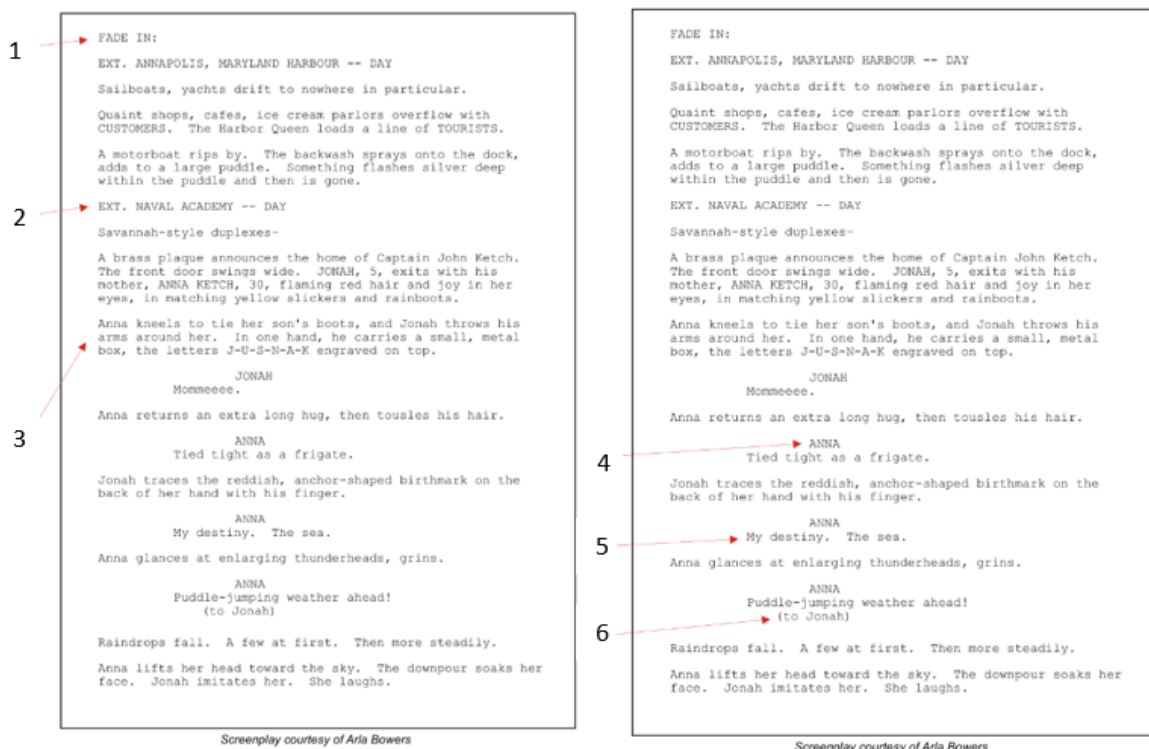 1
FADE IN:
EXT. ANNAPOLIS, MARYLAND HARBOUR -- DAY
Sailboats, yachts drift to nowhere in particular.
Quaint shops, cafes, ice cream parlors overflow with
CUSTOMERS.  The Harbor Queen loads a line of TOURISTS.
A motorboat rips by.  The backwash sprays onto the dock,
adds to a large puddle.  Something flashes silver deep
within the puddle and then is gone.
2
EXT. NAVAL ACADEMY -- DAY
Savannah-style duplexes-
A brass plaque announces the home of Captain John Ketch.
The front door swings wide.  JONAH, 5, exits with his
mother, ANNA KETCH, 30, flaming red hair and joy in her
eyes, in matching yellow slickers and rainboots.
Anna kneels to tie her son's boots, and Jonah throws his
arms around her.  In one hand, he carries a small, metal
box, the letters J-U-S-N-A-K engraved on top.
3
JONAH
Mommeeee.
Anna returns an extra long hug, then tousles his hair.
ANNA
Tied tight as a frigate.
Jonah traces the reddish, anchor-shaped birthmark on the
back of her hand with his finger.
ANNA
My destiny.  The sea.
Anna glances at enlarging thunderheads, grins.
ANNA
Puddle-jumping weather ahead!
(to Jonah)
Raindrops fall.  A few at first.  Then more steadily.
Anna lifts her head toward the sky.  The downpour soaks her
face.  Jonah imitates her.  She laughs.
Screenplay courtesy of Arla Bowers
FADE IN:
EXT. ANNAPOLIS, MARYLAND HARBOUR -- DAY
Sailboats, yachts drift to nowhere in particular.
Quaint shops, cafes, ice cream parlors overflow with
CUSTOMERS.  The Harbor Queen loads a line of TOURISTS.
A motorboat rips by.  The backwash sprays onto the dock,
adds to a large puddle.  Something flashes silver deep
within the puddle and then is gone.
EXT. NAVAL ACADEMY -- DAY
Savannah-style duplexes-
A brass plaque announces the home of Captain John Ketch.
The front door swings wide.  JONAH, 5, exits with his
mother, ANNA KETCH, 30, flaming red hair and joy in her
eyes, in matching yellow slickers and rainboots.
Anna kneels to tie her son's boots, and Jonah throws his
arms around her.  In one hand, he carries a small, metal
box, the letters J-U-S-N-A-K engraved on top.
JONAH
Mommeeee.
Anna returns an extra long hug, then tousles his hair.
4
ANNA
Tied tight as a frigate.
Jonah traces the reddish, anchor-shaped birthmark on the
back of her hand with his finger.
ANNA
5
My destiny.  The sea.
Anna glances at enlarging thunderheads, grins.
ANNA
Puddle-jumping weather ahead!
6
(to Jonah)
Raindrops fall.  A few at first.  Then more steadily.
Anna lifts her head toward the sky.  The downpour soaks her
face.  Jonah imitates her.  She laughs.
Screenplay courtesy of Arla Bowers